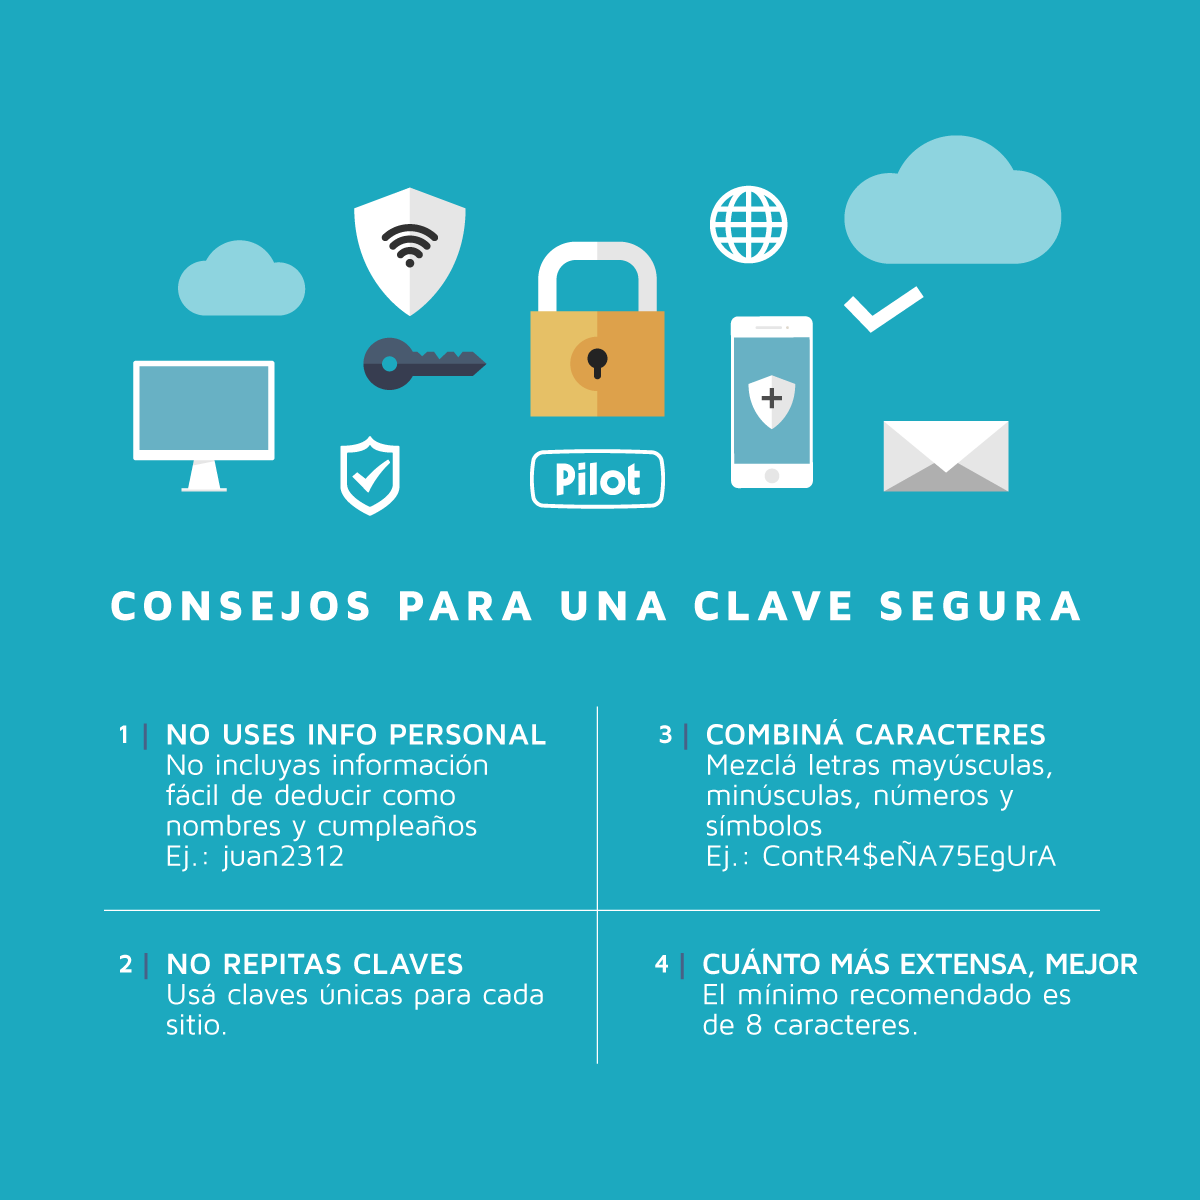 Pilot
CONSEJOS PARA UNA CLAVE SEGURA
1 | NO USES INFO PERSONAL
No incluyas información
fácil de deducir como
nombres y cumpleaños
Ej.: juan2312
2 | NO REPITAS CLAVES
Usá claves únicas para cada
sitio.
3 | COMBINÁ CARACTERES
Mezclá letras mayúsculas,
minúsculas, números y
símbolos
Ej.: ContR4$eÑA75EgUrA
4 | CUÁNTO MÁS EXTENSA, MEJOR
El mínimo recomendado es
de 8 caracteres.